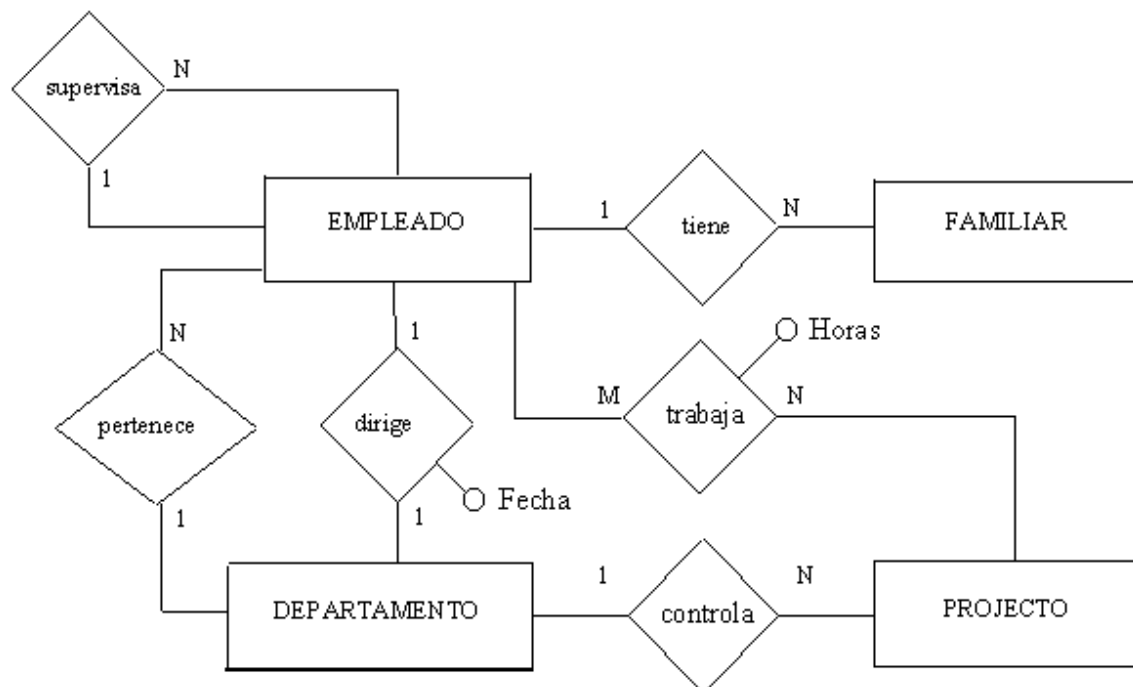 N
supervisa
1
EMPLEADO
1
tiene
N
FAMILIAR
N
1
Horas
M
trabaja
N
pertenece
dirige
Fecha
1
1
1
N
DEPARTAMENTO
controla
PROJECTO